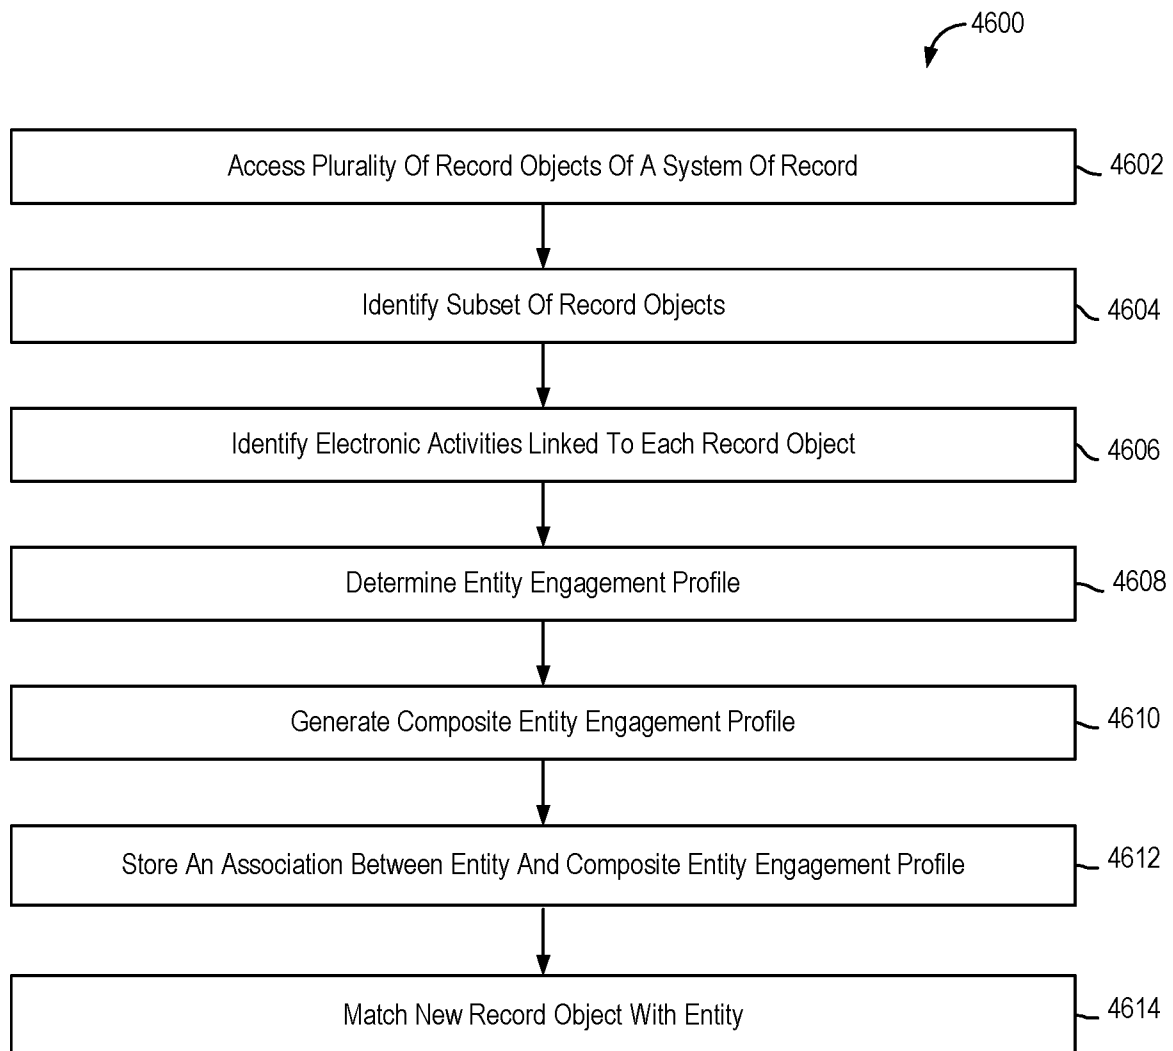 4600
Access Plurality Of Record Objects Of A System Of Record
4602
Identify Subset Of Record Objects
4604
Identify Electronic Activities Linked To Each Record Object
4606
Determine Entity Engagement Profile
4608
Generate Composite Entity Engagement Profile
4610
Store An Association Between Entity And Composite Entity Engagement Profile
4612
Match New Record Object With Entity
4614